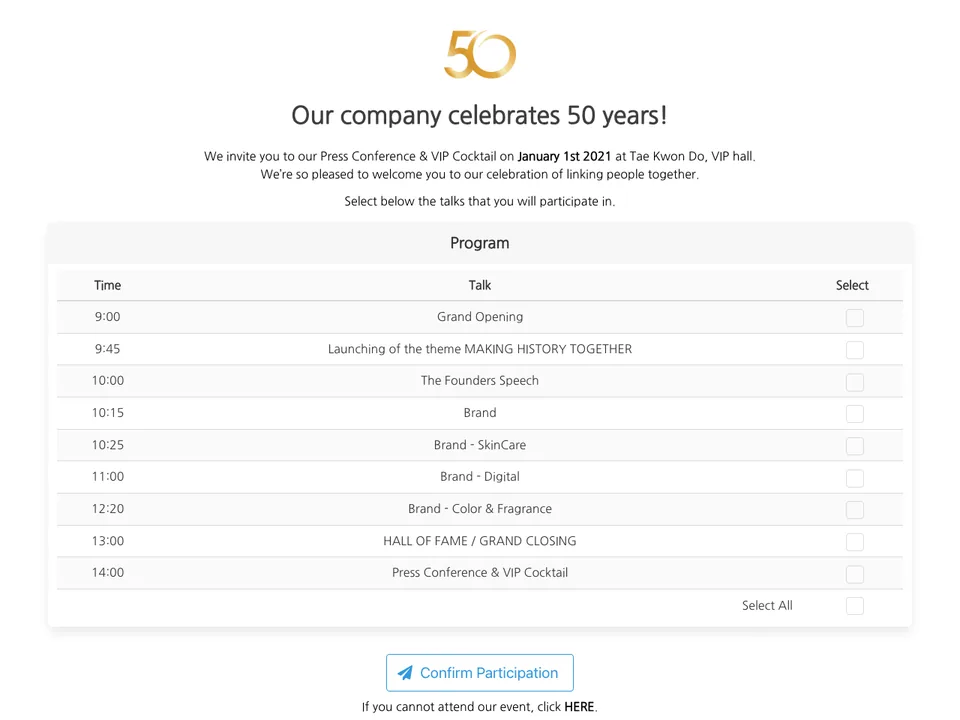 50
Our company celebrates 50 years!
We invite you to our Press Conference & VIP Cocktail on January 1st 2021 at Tae Kwon Do, VIP hall.
We're so pleased to welcome you to our celebration of linking people together.
Select below the talks that you will participate in.
Program
Time Talk Select
9:00 Grand Opening
9:45 Launching of the theme MAKING HISTORY TOGETHER
10:00 The Founders Speech
10:15 Brand
10:25 Brand - SkinCare
11:00 Brand - Digital
12:20 Brand - Color & Fragrance
13:00 HALL OF FAME / GRAND CLOSING
14:00 Press Conference & VIP Cocktail
Select All
Confirm Participation
If you cannot attend our event, click HERE.